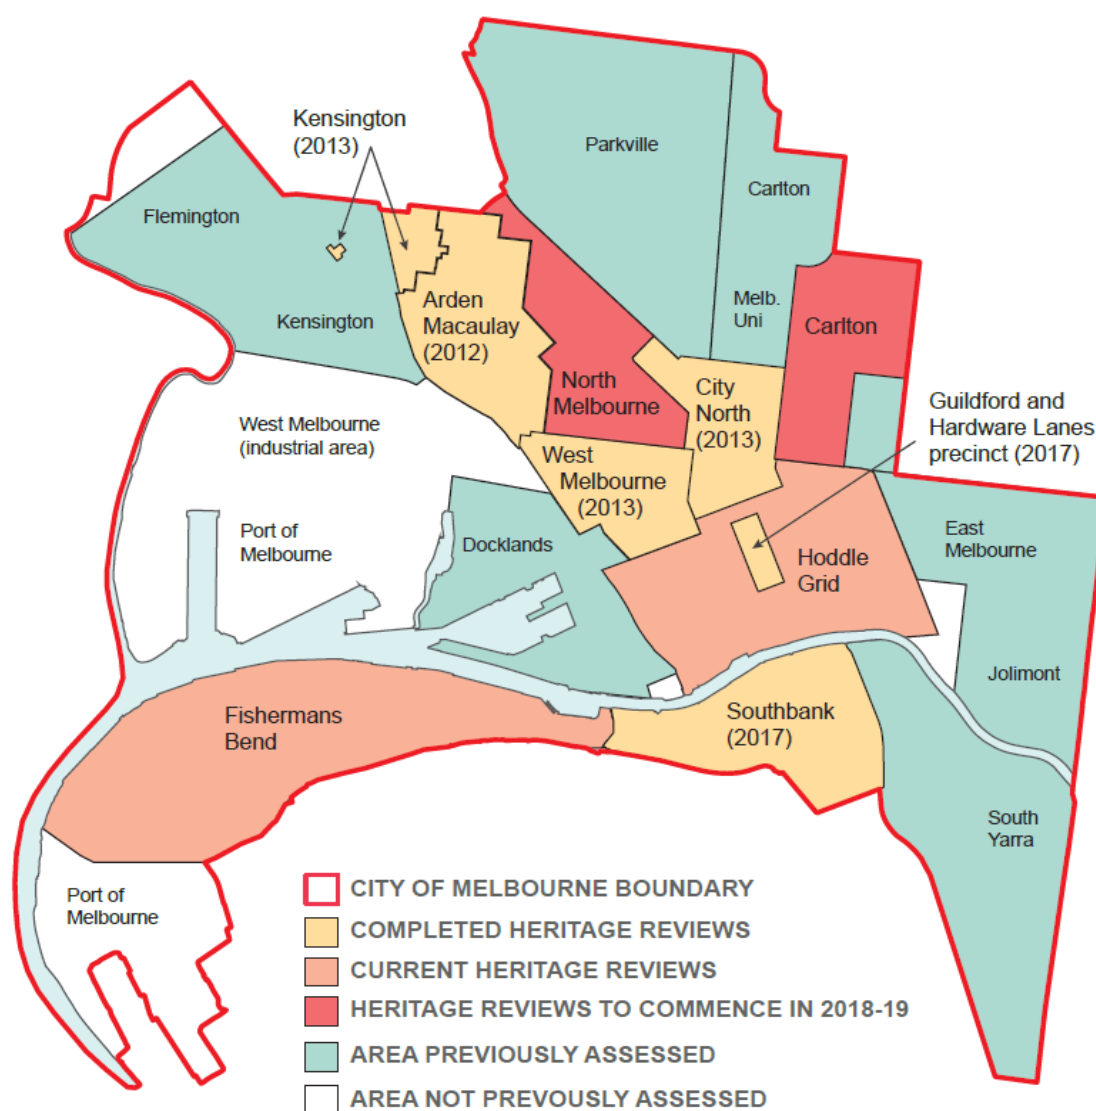 Kensington
(2013)
Parkville
Carlton
Flemington
Kensington
Arden
Macaulay
(2012)
Melb.
Uni
Carlton
North
Melbourne
City
North
(2013)
Guildford and
Hardware Lanes
precinct (2017)
West Melbourne
(industrial area)
West
Melbourne
(2013)
Port of
Melbourne
Docklands
Hoddle
Grid
East
Melbourne
Jolimont
Fishermans
Bend
Southbank
(2017)
South
Yarra
Port of
Melbourne
CITY OF MELBOURNE BOUNDARY
COMPLETED HERITAGE REVIEWS
CURRENT HERITAGE REVIEWS
HERITAGE REVIEWS TO COMMENCE IN 2018-19
AREA PREVIOUSLY ASSESSED
AREA NOT PREVOUSLY ASSESSED